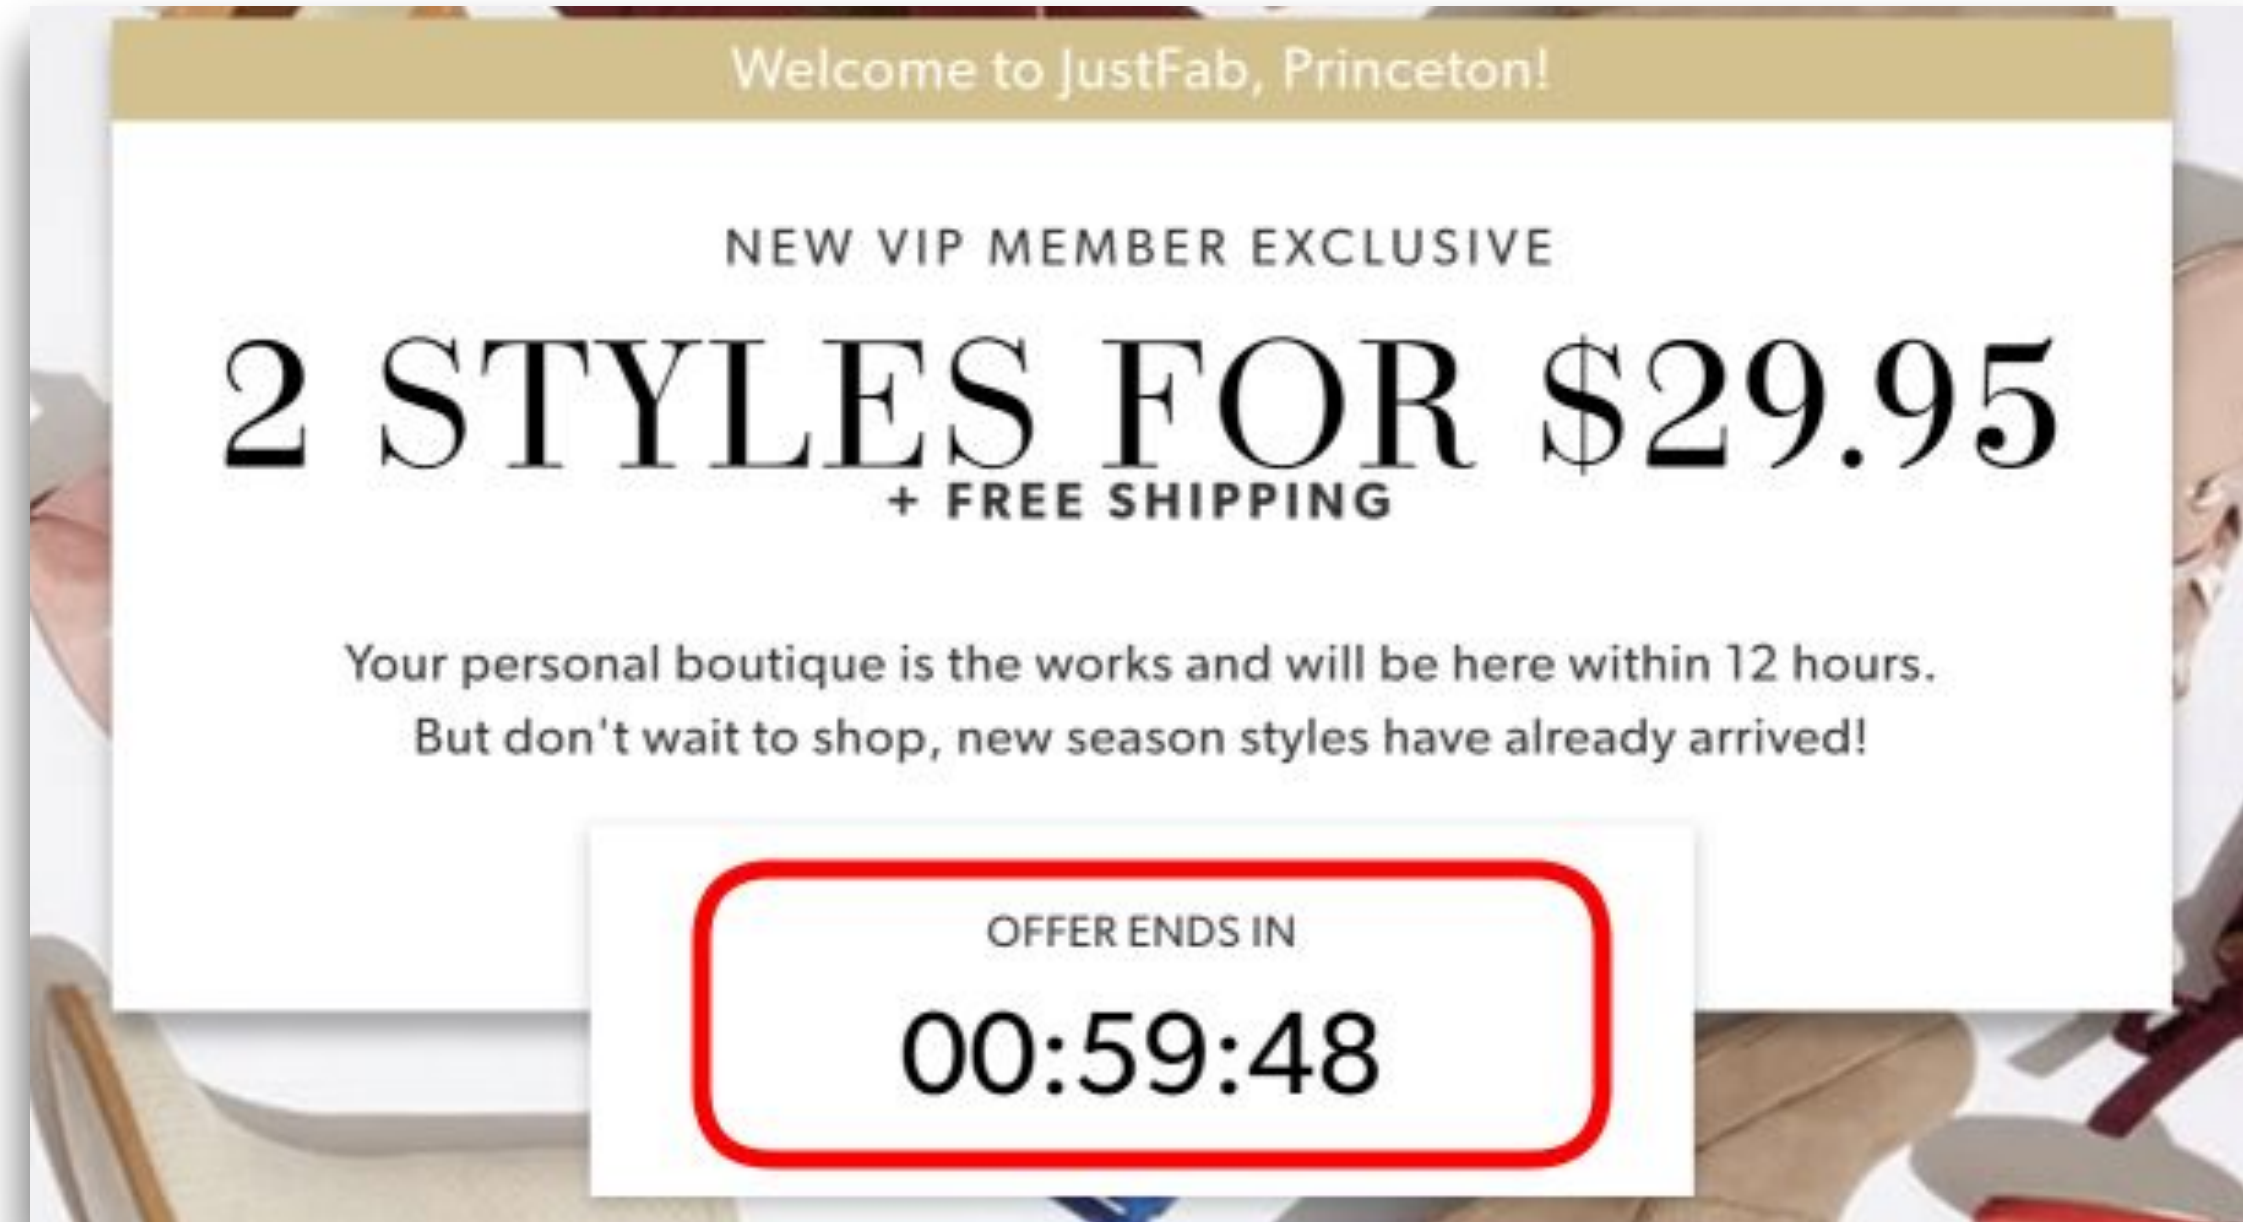 Welcome to JustFab, Princeton!
NEW VIP MEMBER EXCLUSIVE
2 STYLES FOR $29.95
+ FREE SHIPPING
Your personal boutique is the works and will be here within 12 hours.
But don't wait to shop, new season styles have already arrived!
OFFER ENDS IN
00:59:48